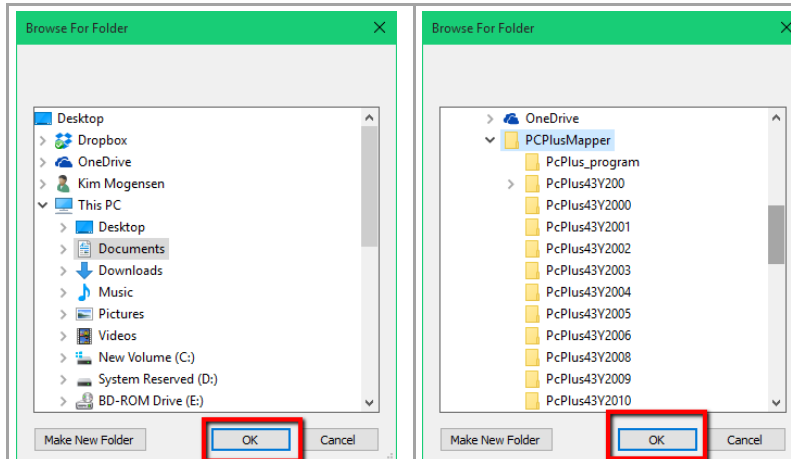 Browse For Folder
Desktop
Dropbox
OneDrive
Kim Mogensen
This PC
Desktop
Documents
Downloads
Music
Pictures
Videos
New Volume (C:)
System Reserved (D:)
BD-ROM Drive (E:)
Make New Folder
OK
Cancel
Browse For Folder
OneDrive
PCPlusMapper
PcPlus_program
PcPlus43Y200
PcPlus43Y2000
PcPlus43Y2001
PcPlus43Y2002
PcPlus43Y2003
PcPlus43Y2004
PcPlus43Y2005
PcPlus43Y2006
PcPlus43Y2008
PcPlus43Y2009
PcPlus43Y2010
Make New Folder
OK
Cancel